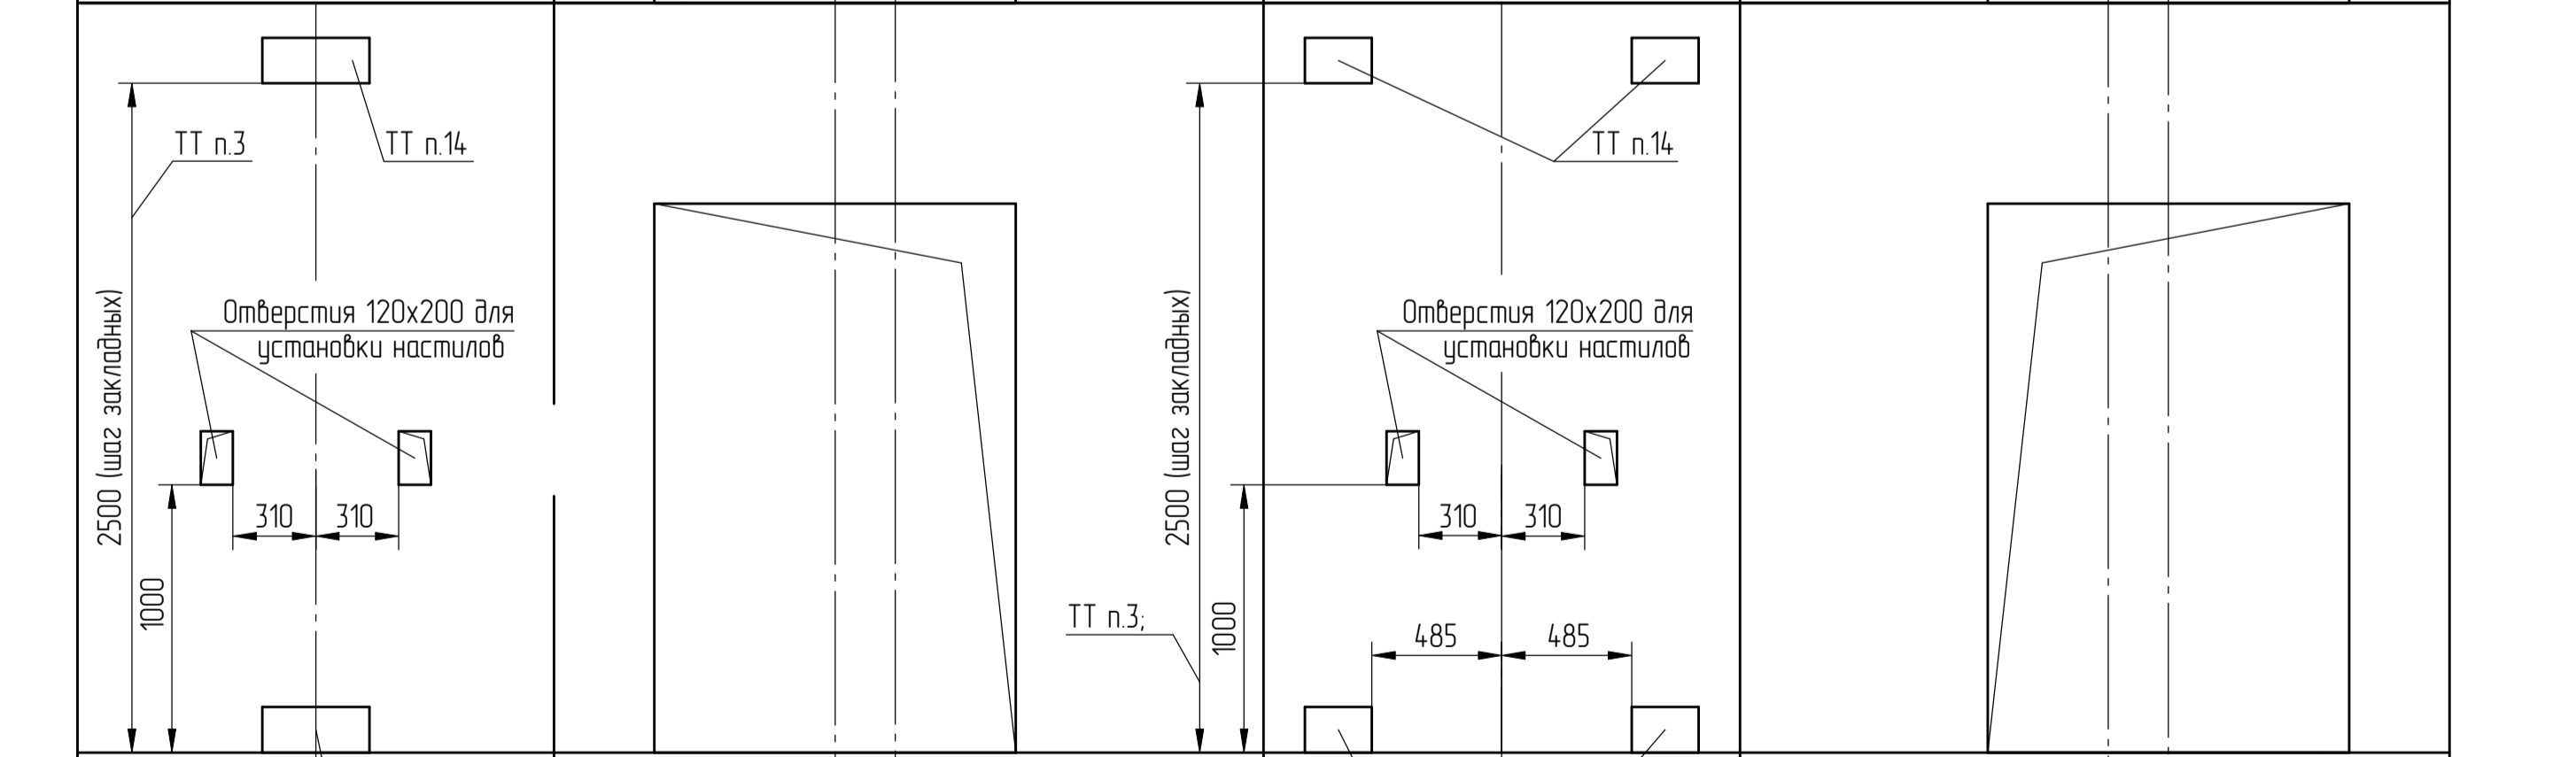 ТТ п.3
ТТ п.14
2500 (шаг закладных)
Отверстия 120х200 для
установки настилов
310
310
1000
ТТ п.14
2500 (шаг закладных)
Отверстия 120х200 для
установки настилов
310
310
ТТ п.3;
1000
485
485